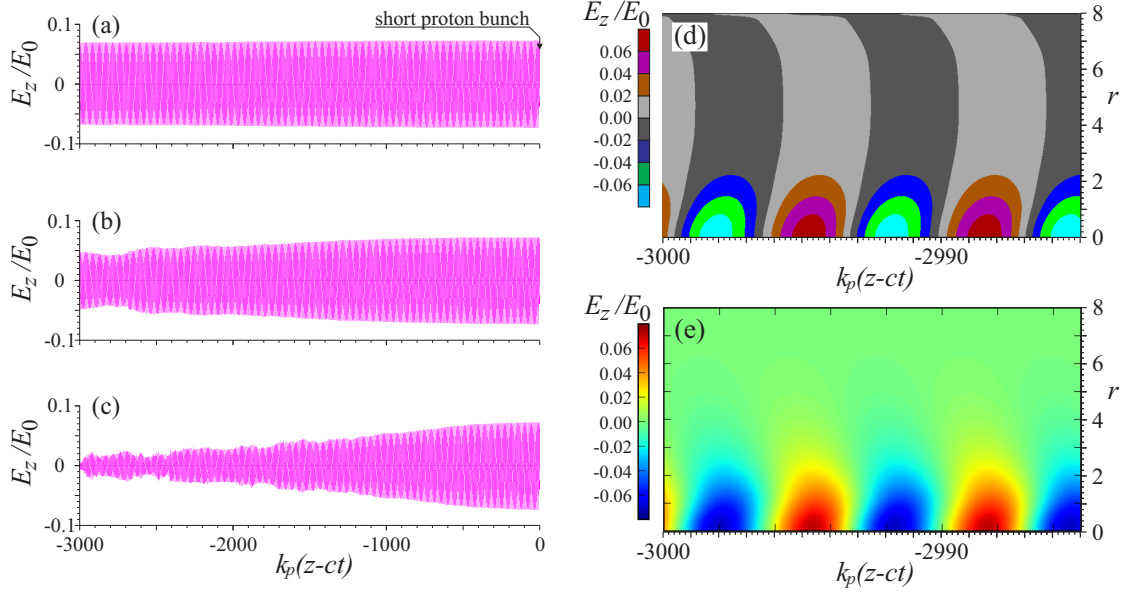 (a)
short proton bunch
0.1
0
-0.1
E_z/E_0
(b)
0.1
0
-0.1
E_z/E_0
(c)
0.1
0
-0.1
E_z/E_0
-3000
-2000
-1000
0
k_p(z-ct)
E_z/E_0
0.06
0.04
0.02
0.00
-0.02
-0.04
-0.06
(d)
8
6
4
2
0
r
-3000
-2990
k_p(z-ct)
E_z/E_0
0.06
0.04
0.02
0.00
-0.02
-0.04
-0.06
(e)
8
6
4
2
0
r
-3000
-2990
k_p(z-ct)